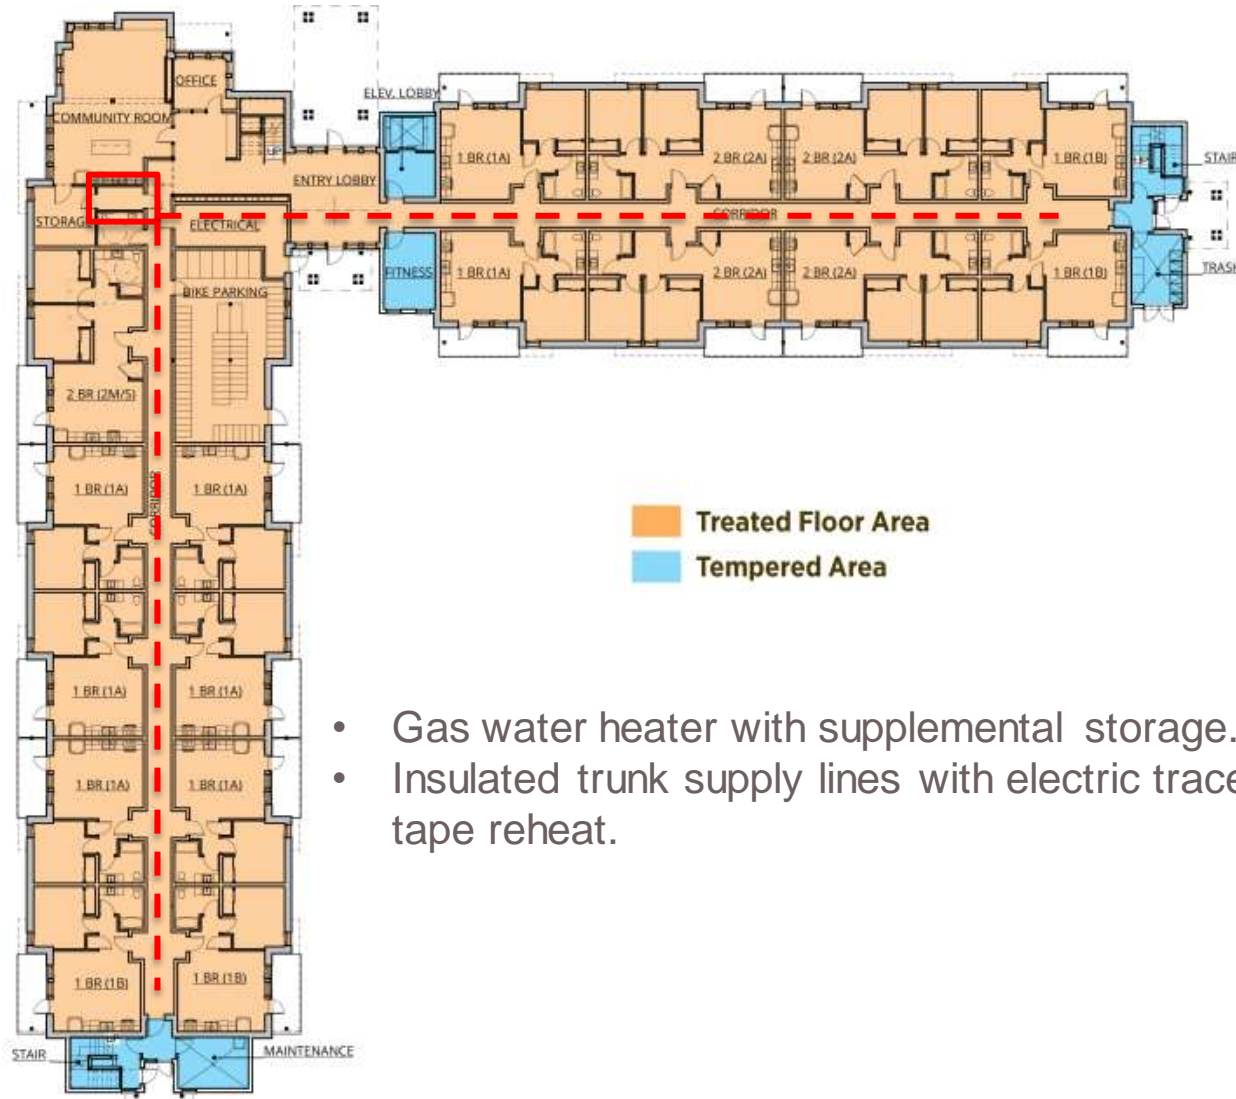 OFFICE
ELEV. LOBBY
COMMUNITY ROOM
UP
1 BR (1A)
2 BR (2A)
2 BR (2A)
1 BR (1B)
STAIR
ENTRY LOBBY
STORAGE
ELECTRICAL
CORRIDOR
FITNESS
1 BR (1A)
2 BR (2A)
2 BR (2A)
1 BR (1B)
TRASH
BIKE PARKING
2 BR (2M/S)
1 BR (1A)
CORRIDOR
1 BR (1A)
Treated Floor Area
Tempered Area
1 BR (1A)
1 BR (1A)
• Gas water heater with supplemental storage.
• Insulated trunk supply lines with electric trace
tape reheat.
1 BR (1A)
1 BR (1A)
1 BR (1B)
1 BR (1B)
STAIR
MAINTENANCE